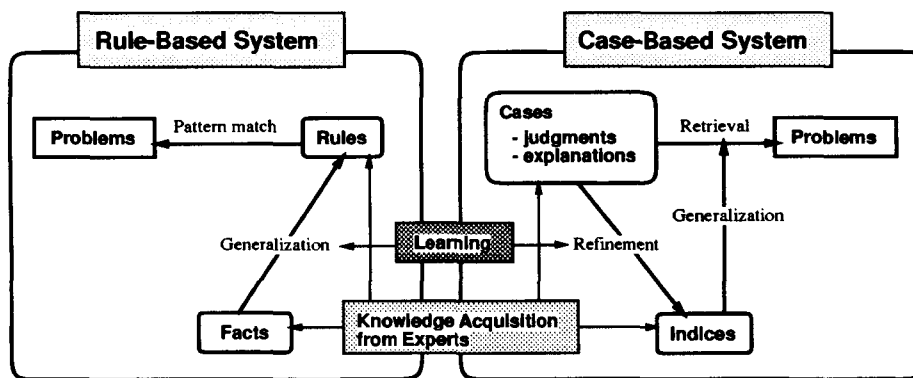 Rule-Based System
Case-Based System
Problems
Pattern match
Rules
Cases
- judgments
- explanations
Retrieval
Problems
Generalization
Learning
Refinement
Generalization
Facts
Knowledge Acquisition
from Experts
Indices